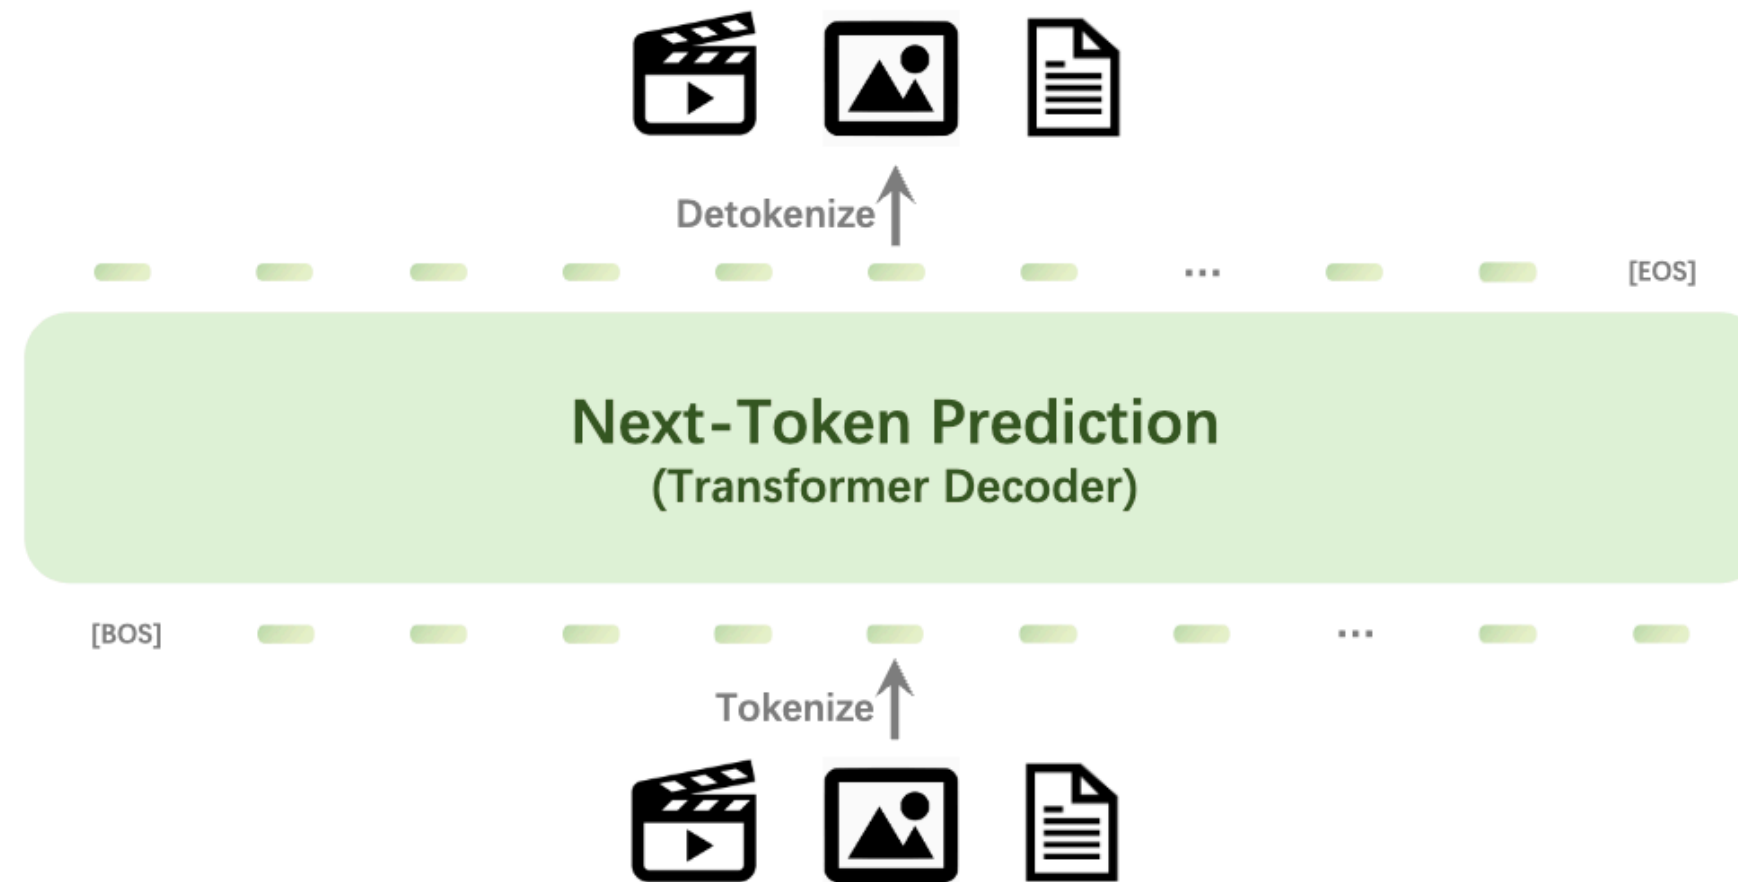 Detokenize
... [EOS]
Next-Token Prediction
(Transformer Decoder)
[BOS] ...
Tokenize